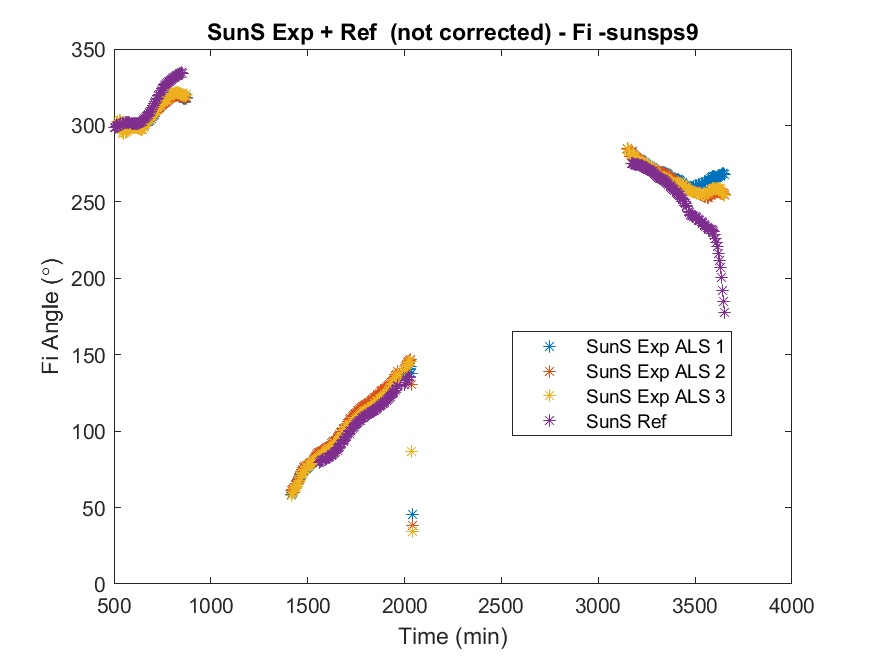 SunS Exp + Ref (not corrected) - Fi -sunsps9
350
300
250
200
150
100
50
0
Fi Angle (°)
SunS Exp ALS 1
SunS Exp ALS 2
SunS Exp ALS 3
SunS Ref
500 1000 1500 2000 2500 3000 3500 4000
Time (min)